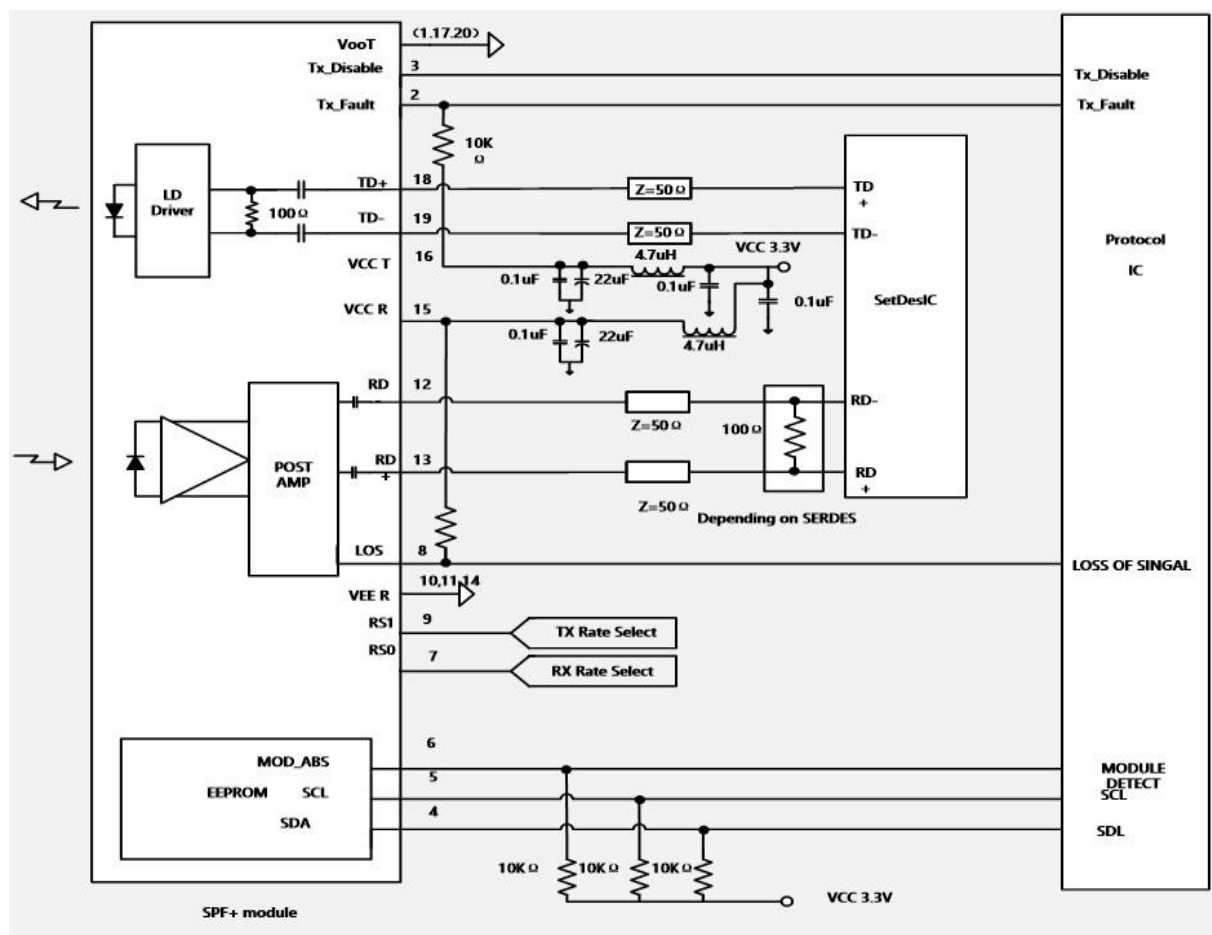 (1.17.20)
VooT
Tx_Disable
3
Tx_Disable
Tx_Fault
2
Tx_Fault
10K
Ω
LD
Driver
100Ω
TD+
18
Z=50Ω
TD
+
TD-
19
Z=50Ω
TD-
VCC T
16
0.1uF
22uF
4.7uH
0.1uF
VCC 3.3V
0.1uF
Protocol
IC
SetDesIC
VCC R
15
0.1uF
22uF
4.7uH
RD
-
12
Z=50Ω
RD-
100Ω
POST
AMP
RD
+
13
Z=50Ω
RD
+
Depending on SERDES
LOS
8
LOSS OF SINGAL
VEE R
10,11,14
RS1
9
TX Rate Select
RS0
7
RX Rate Select
6
MOD_ABS
MODULE
DETECT
5
EEPROM
SCL
SCL
4
SDA
SDL
10KΩ
10KΩ
10KΩ
VCC 3.3V
SPF+ module